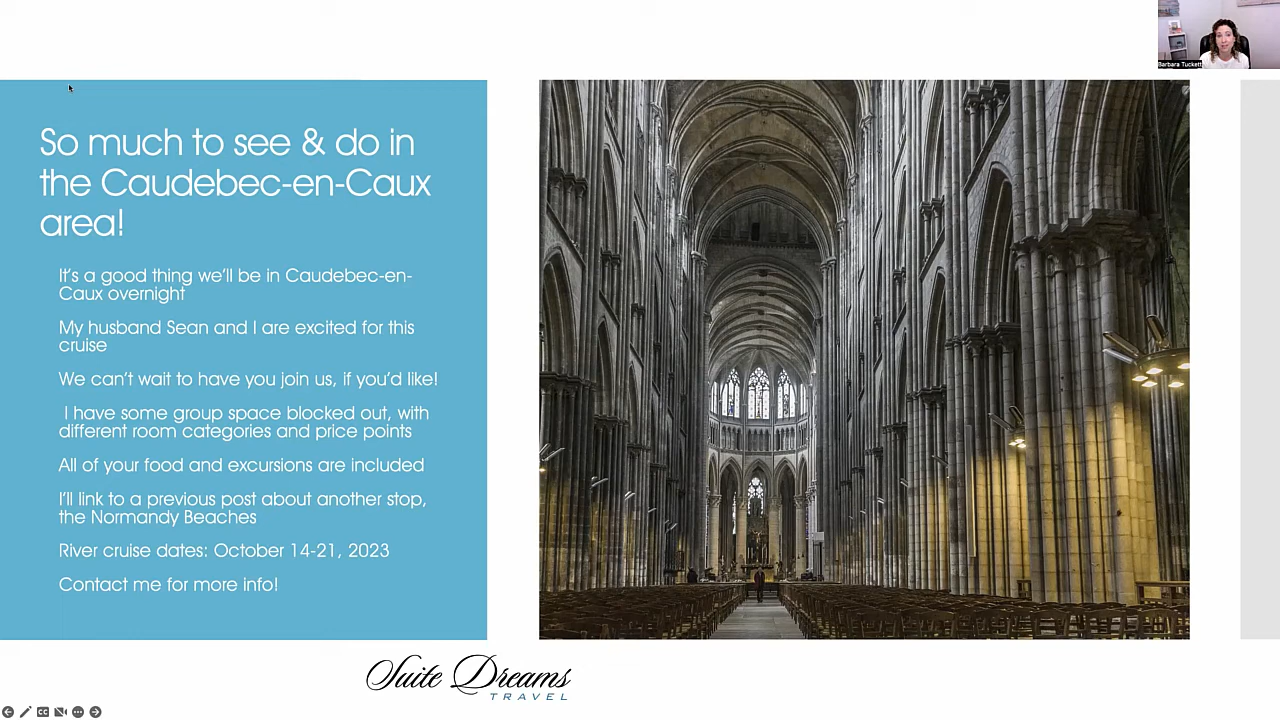 Barbara Tuckett
So much to see & do in
the Caudebec-en-Caux
area!
It's a good thing we'll be in Caudebec-en-
Caux overnight
My husband Sean and I are excited for this
cruise
We can't wait to have you join us, if you'd like!
I have some group space blocked out, with
different room categories and price points
All of your food and excursions are included
I'll link to a previous post about another stop,
the Normandy Beaches
River cruise dates: October 14-21, 2023
Contact me for more info!
Suite Dreams
TRAVEL
CC